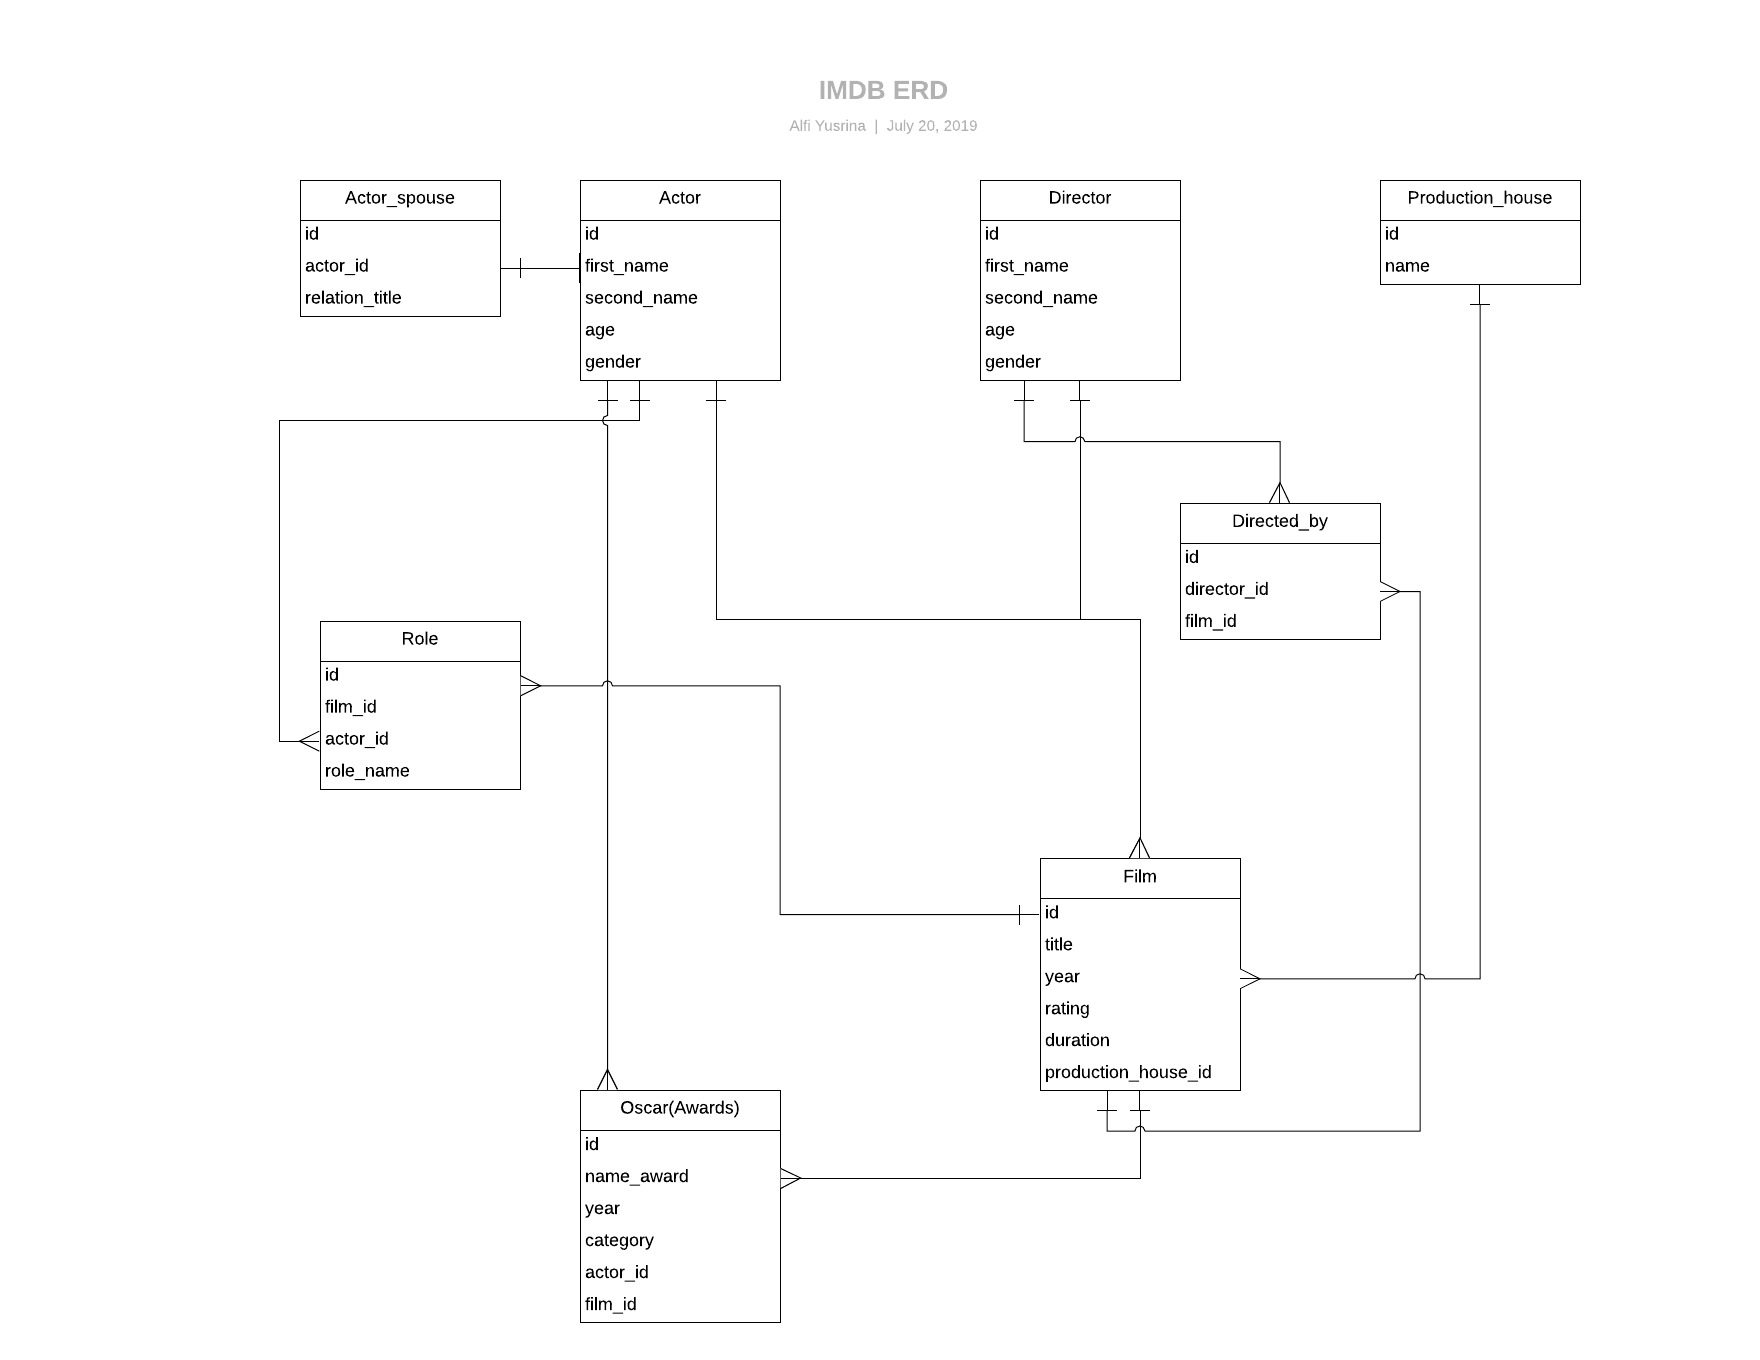 IMDB ERD
Alfi Yusrina | July 20, 2019
Actor_spouse
id
actor_id
relation_title
Actor
id
first_name
second_name
age
gender
Director
id
first_name
second_name
age
gender
Production_house
id
name
Directed_by
id
director_id
film_id
Role
id
film_id
actor_id
role_name
Film
id
title
year
rating
duration
production_house_id
Oscar(Awards)
id
name_award
year
category
actor_id
film_id